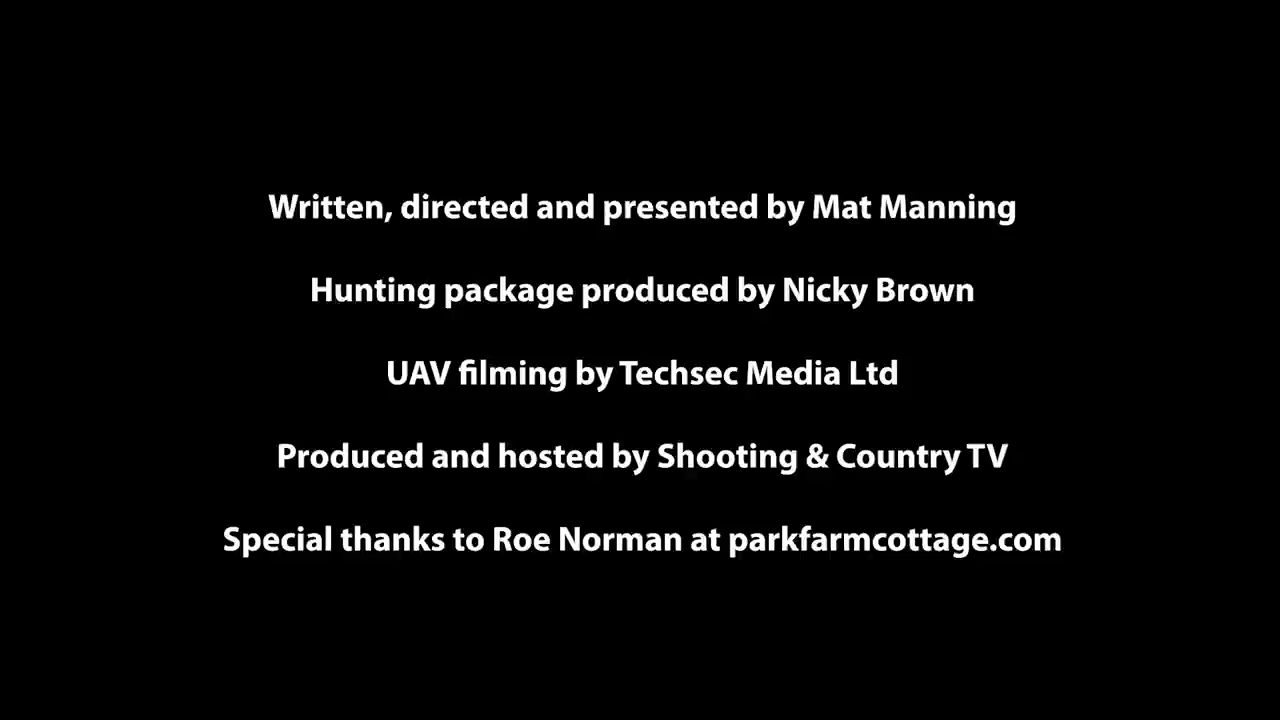 Written, directed and presented by Mat Manning
Hunting package produced by Nicky Brown
UAV filming by Techsec Media Ltd
Produced and hosted by Shooting & Country TV
Special thanks to Roe Norman at parkfarmcottage.com